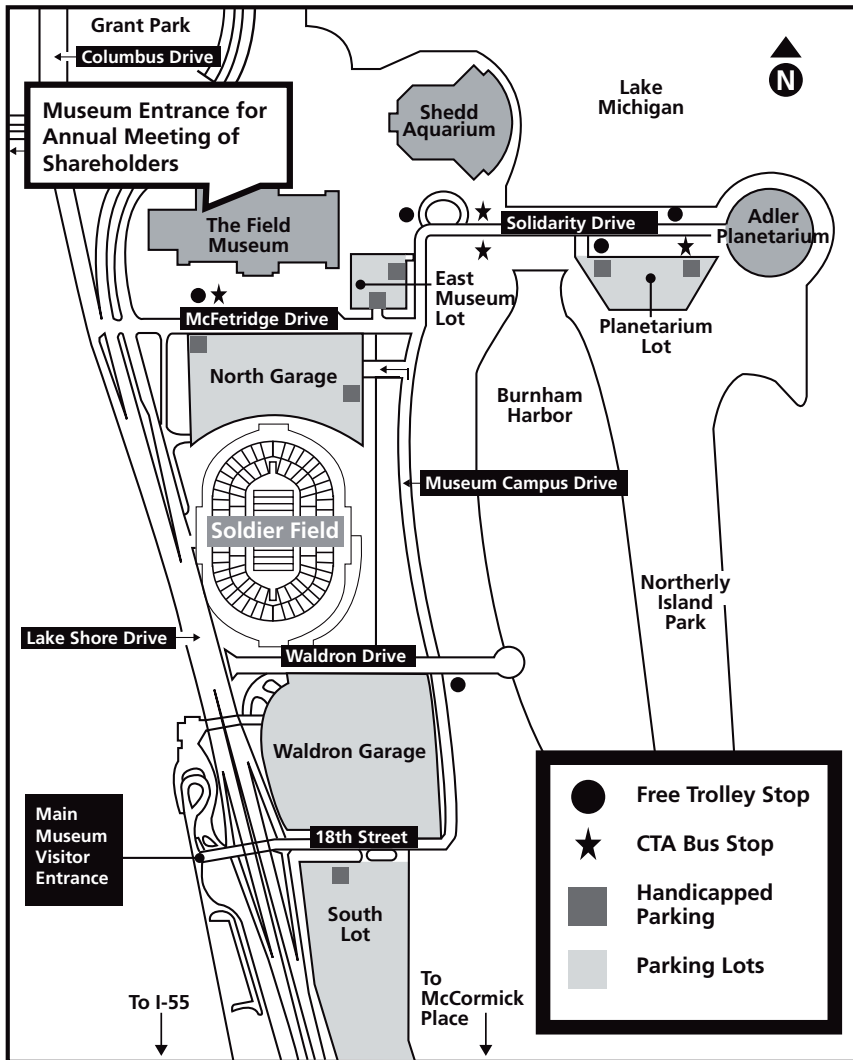 Grant Park
Columbus Drive
Museum Entrance for
Annual Meeting of
Shareholders
Shedd
Aquarium
Lake
Michigan
N
The Field
Museum
Solidarity Drive
Adler
Planetarium
East
Museum
Lot
McFetridge Drive
Planetarium
Lot
North Garage
Burnham
Harbor
Museum Campus Drive
Soldier Field
Northerly
Island
Park
Lake Shore Drive
Waldron Drive
Waldron Garage
Main
Museum
Visitor
Entrance
18th Street
South
Lot
To I-55
To
McCormick
Place
Free Trolley Stop
CTA Bus Stop
Handicapped
Parking
Parking Lots